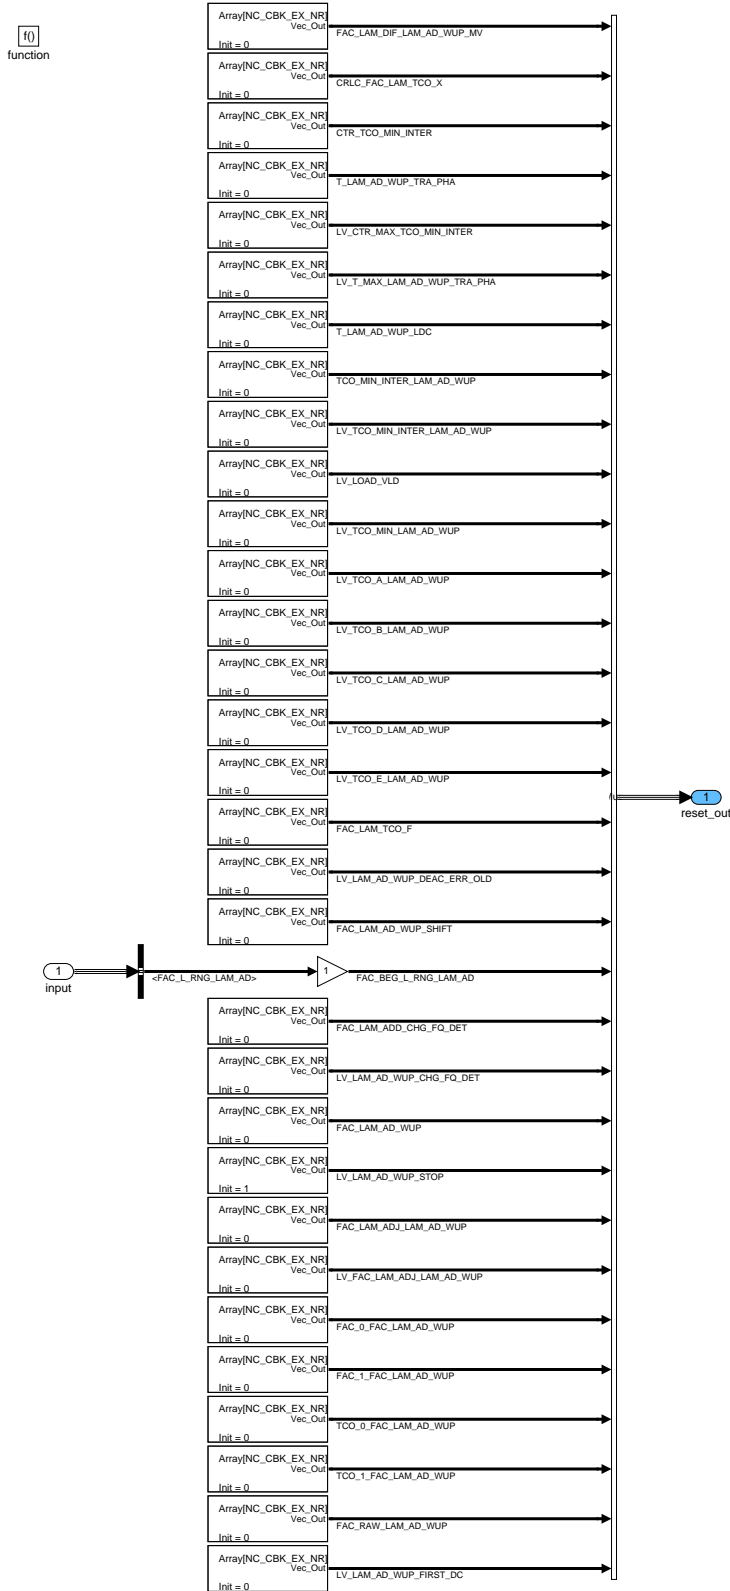 f()
function
Array[NC_CBK_EX_NR]
Vec_Out
Init = 0
FAC_LAM_DIF_LAM_AD_WUP_MV
Array[NC_CBK_EX_NR]
Vec_Out
Init = 0
CRLC_FAC_LAM_TCO_X
Array[NC_CBK_EX_NR]
Vec_Out
Init = 0
CTR_TCO_MIN_INTER
Array[NC_CBK_EX_NR]
Vec_Out
Init = 0
T_LAM_AD_WUP_TRA_PHA
Array[NC_CBK_EX_NR]
Vec_Out
Init = 0
LV_CTR_MAX_TCO_MIN_INTER
Array[NC_CBK_EX_NR]
Vec_Out
Init = 0
LV_T_MAX_LAM_AD_WUP_TRA_PHA
Array[NC_CBK_EX_NR]
Vec_Out
Init = 0
T_LAM_AD_WUP_LDC
Array[NC_CBK_EX_NR]
Vec_Out
Init = 0
TCO_MIN_INTER_LAM_AD_WUP
Array[NC_CBK_EX_NR]
Vec_Out
Init = 0
LV_TCO_MIN_INTER_LAM_AD_WUP
Array[NC_CBK_EX_NR]
Vec_Out
Init = 0
LV_LOAD_VLD
Array[NC_CBK_EX_NR]
Vec_Out
Init = 0
LV_TCO_MIN_LAM_AD_WUP
Array[NC_CBK_EX_NR]
Vec_Out
Init = 0
LV_TCO_A_LAM_AD_WUP
Array[NC_CBK_EX_NR]
Vec_Out
Init = 0
LV_TCO_B_LAM_AD_WUP
Array[NC_CBK_EX_NR]
Vec_Out
Init = 0
LV_TCO_C_LAM_AD_WUP
Array[NC_CBK_EX_NR]
Vec_Out
Init = 0
LV_TCO_D_LAM_AD_WUP
Array[NC_CBK_EX_NR]
Vec_Out
Init = 0
LV_TCO_E_LAM_AD_WUP
1
reset_out
Array[NC_CBK_EX_NR]
Vec_Out
Init = 0
FAC_LAM_TCO_F
Array[NC_CBK_EX_NR]
Vec_Out
Init = 0
LV_LAM_AD_WUP_DEAC_ERR_OLD
Array[NC_CBK_EX_NR]
Vec_Out
Init = 0
FAC_LAM_AD_WUP_SHIFT
1
input
<FAC_L_RNG_LAM_AD>
1
FAC_BEG_L_RNG_LAM_AD
Array[NC_CBK_EX_NR]
Vec_Out
Init = 0
FAC_LAM_ADD_CHG_FQ_DET
Array[NC_CBK_EX_NR]
Vec_Out
Init = 0
LV_LAM_AD_WUP_CHG_FQ_DET
Array[NC_CBK_EX_NR]
Vec_Out
Init = 0
FAC_LAM_AD_WUP
Array[NC_CBK_EX_NR]
Vec_Out
Init = 1
LV_LAM_AD_WUP_STOP
Array[NC_CBK_EX_NR]
Vec_Out
Init = 0
FAC_LAM_ADJ_LAM_AD_WUP
Array[NC_CBK_EX_NR]
Vec_Out
Init = 0
LV_FAC_LAM_ADJ_LAM_AD_WUP
Array[NC_CBK_EX_NR]
Vec_Out
Init = 0
FAC_0_FAC_LAM_AD_WUP
Array[NC_CBK_EX_NR]
Vec_Out
Init = 0
FAC_1_FAC_LAM_AD_WUP
Array[NC_CBK_EX_NR]
Vec_Out
Init = 0
TCO_0_FAC_LAM_AD_WUP
Array[NC_CBK_EX_NR]
Vec_Out
Init = 0
TCO_1_FAC_LAM_AD_WUP
Array[NC_CBK_EX_NR]
Vec_Out
Init = 0
FAC_RAW_LAM_AD_WUP
Array[NC_CBK_EX_NR]
Vec_Out
Init = 0
LV_LAM_AD_WUP_FIRST_DC